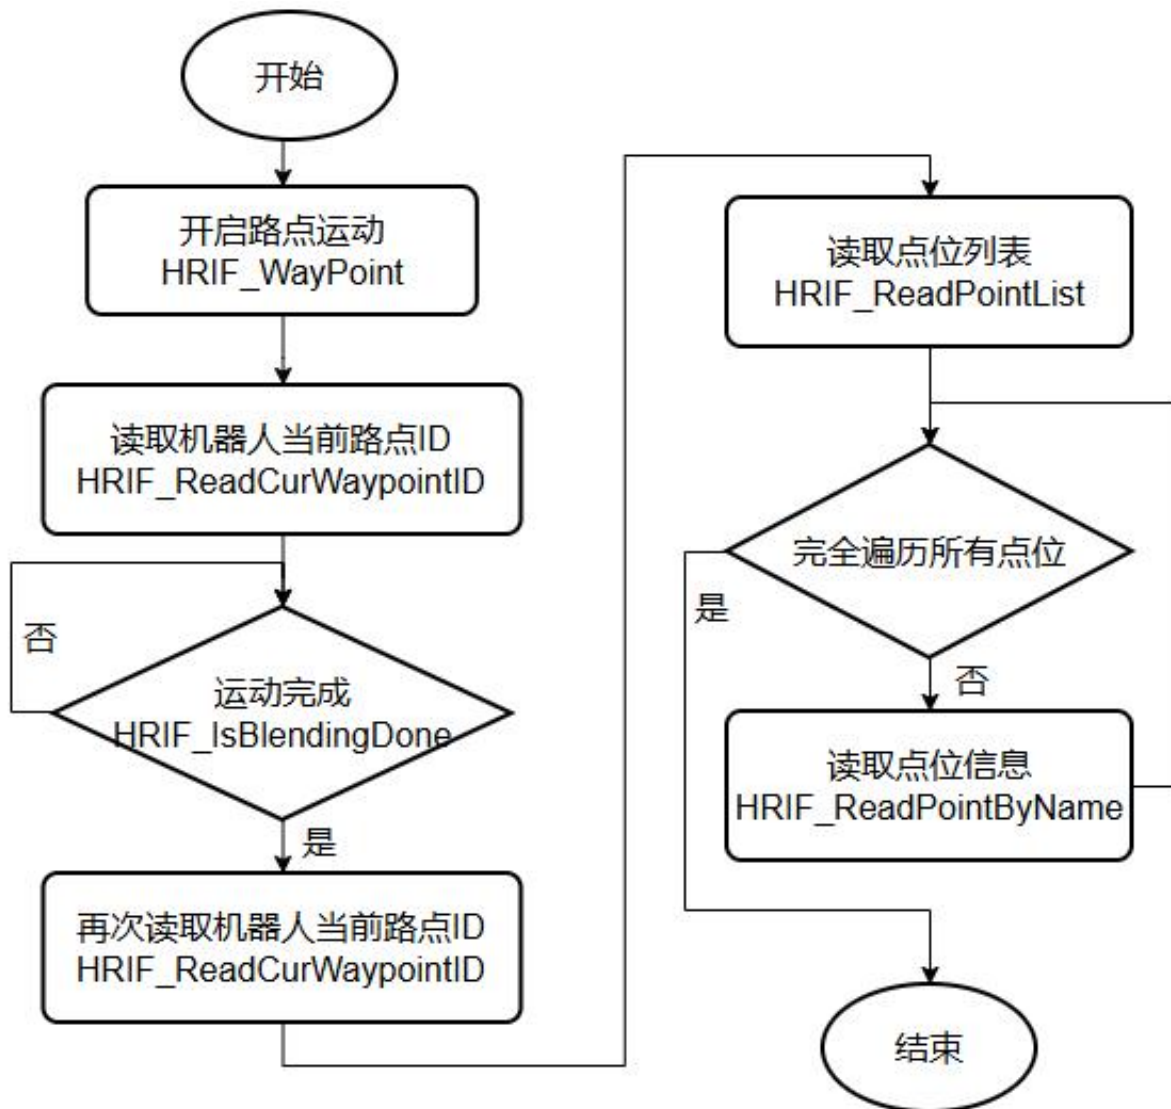 开始
开启路点运动
HRIF_WayPoint
读取机器人当前路点ID
HRIF_ReadCurWaypointID
否
运动完成
HRIF_IsBlendingDone
是
再次读取机器人当前路点ID
HRIF_ReadCurWaypointID
读取点位列表
HRIF_ReadPointList
完全遍历所有点位
是
否
读取点位信息
HRIF_ReadPointByName
结束